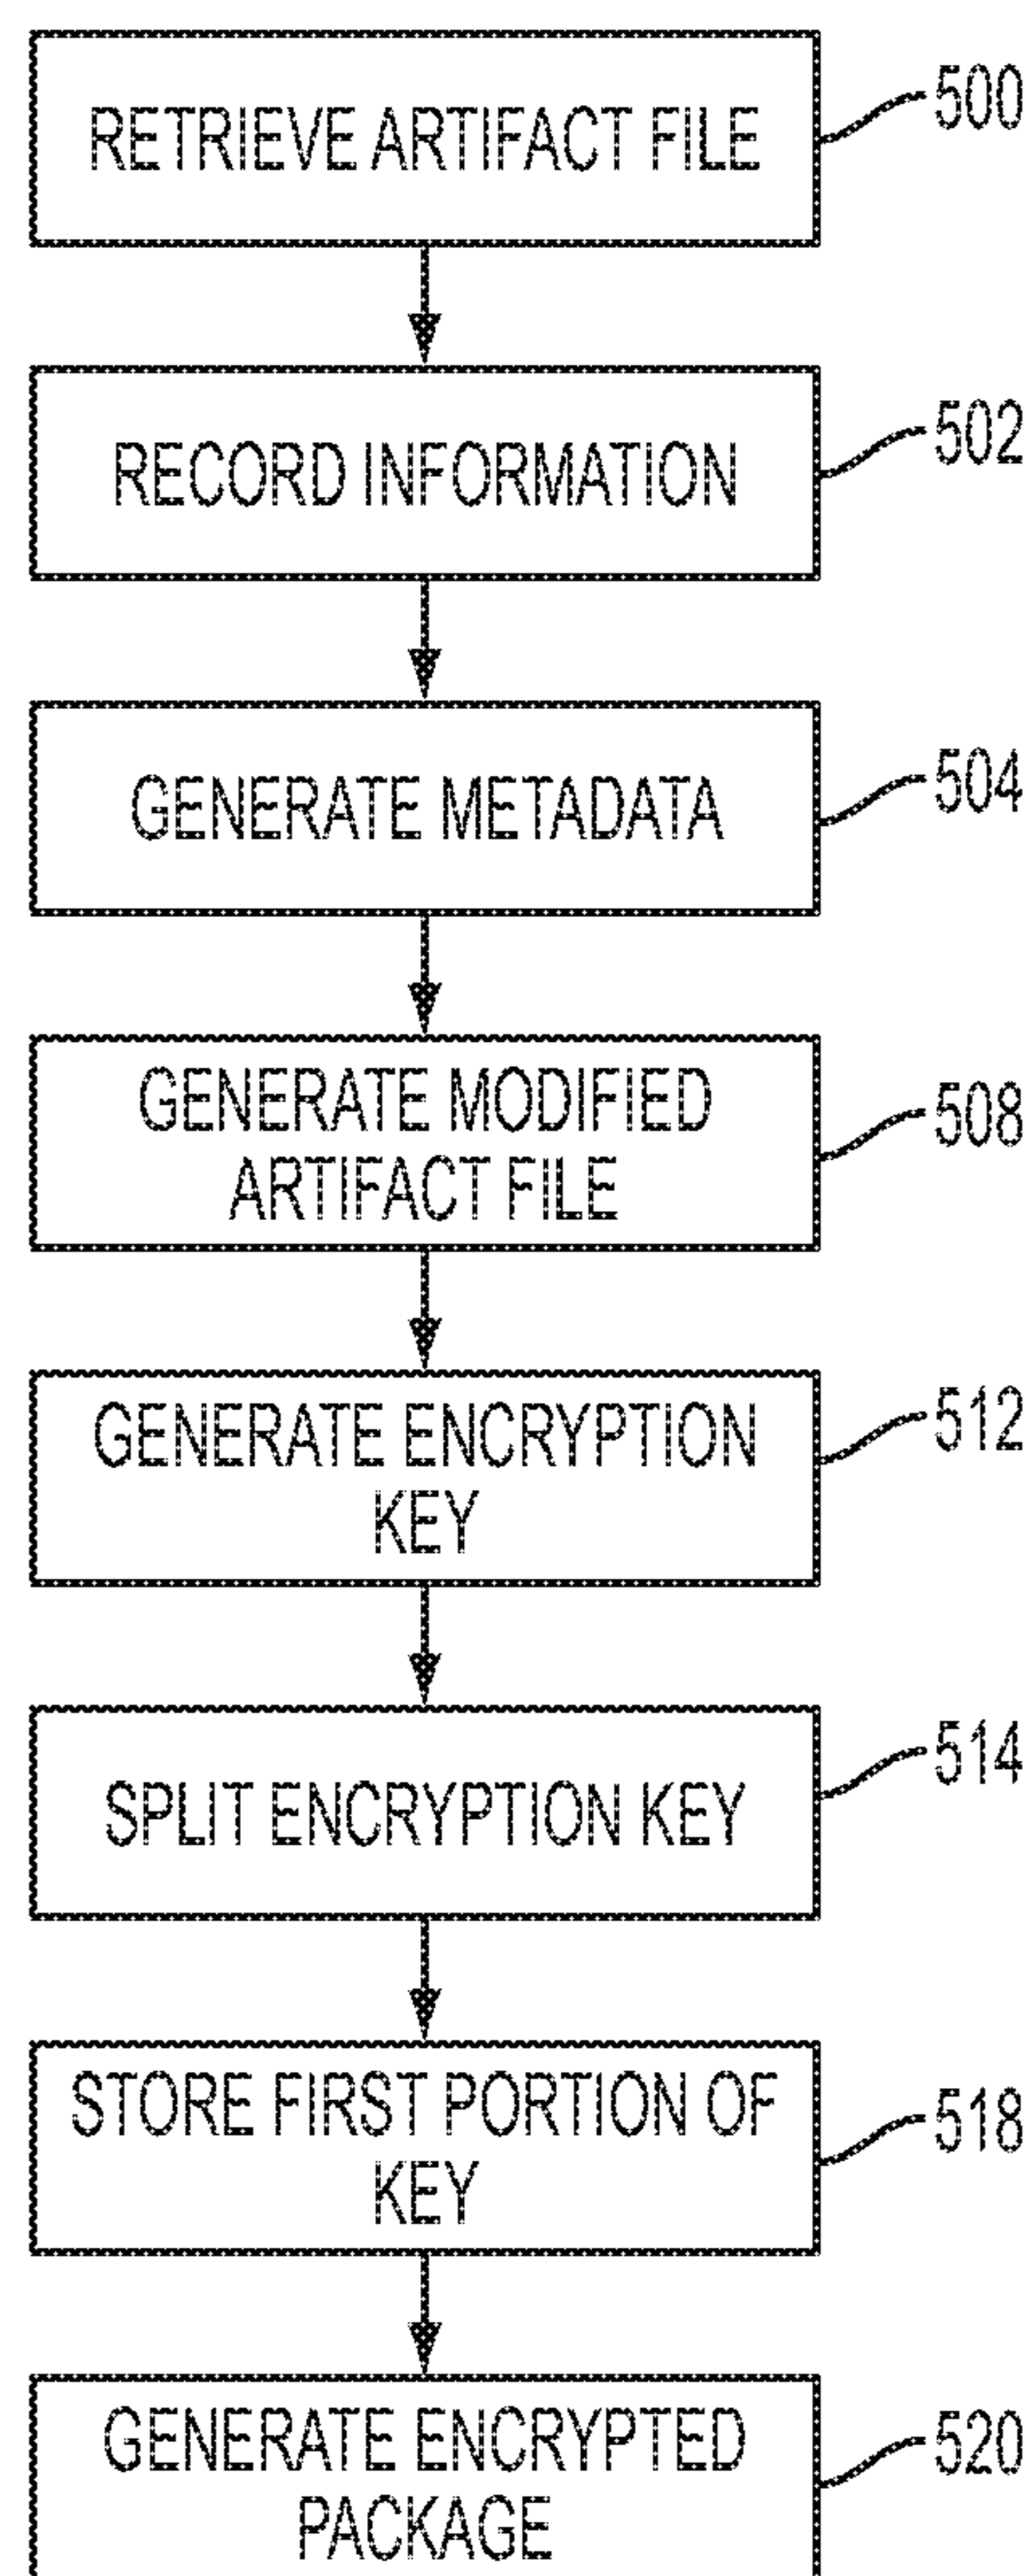 RETRIEVE ARTIFACT FILE
500
RECORD INFORMATION
502
GENERATE METADATA
504
GENERATE MODIFIED
ARTIFACT FILE
508
GENERATE ENCRYPTION
KEY
512
SPLIT ENCRYPTION KEY
514
STORE FIRST PORTION OF
KEY
518
GENERATE ENCRYPTED
PACKAGE
520